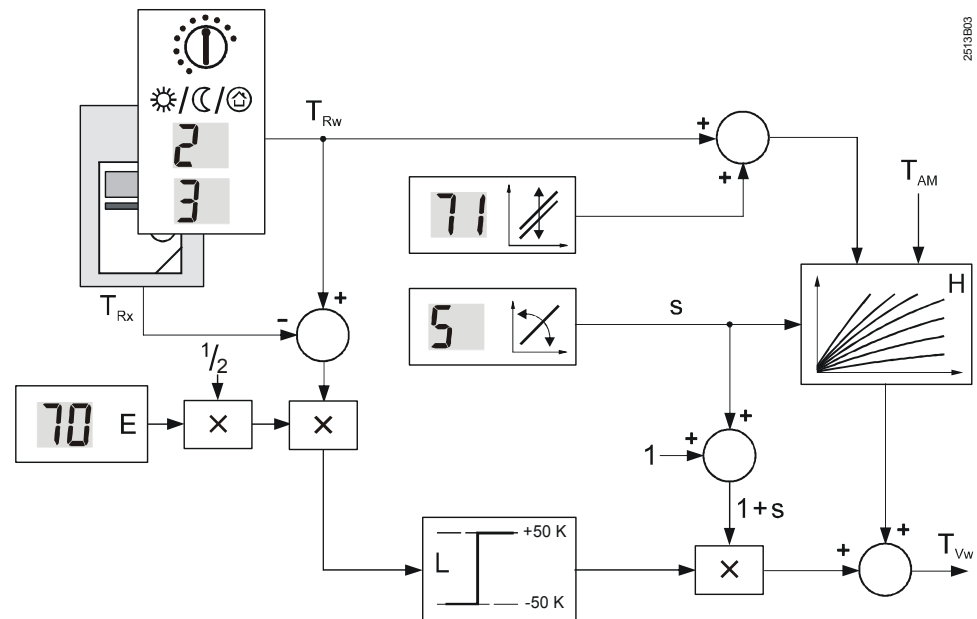 2513B03
☼/☾/⌂
2
3
T_Rw
+
+
71
T_AM
H
T_Rx
-
+
5
s
1/2
70 E
×
×
+
1
+
1+s
+50 K
L
-50 K
×
+
+
T_Vw